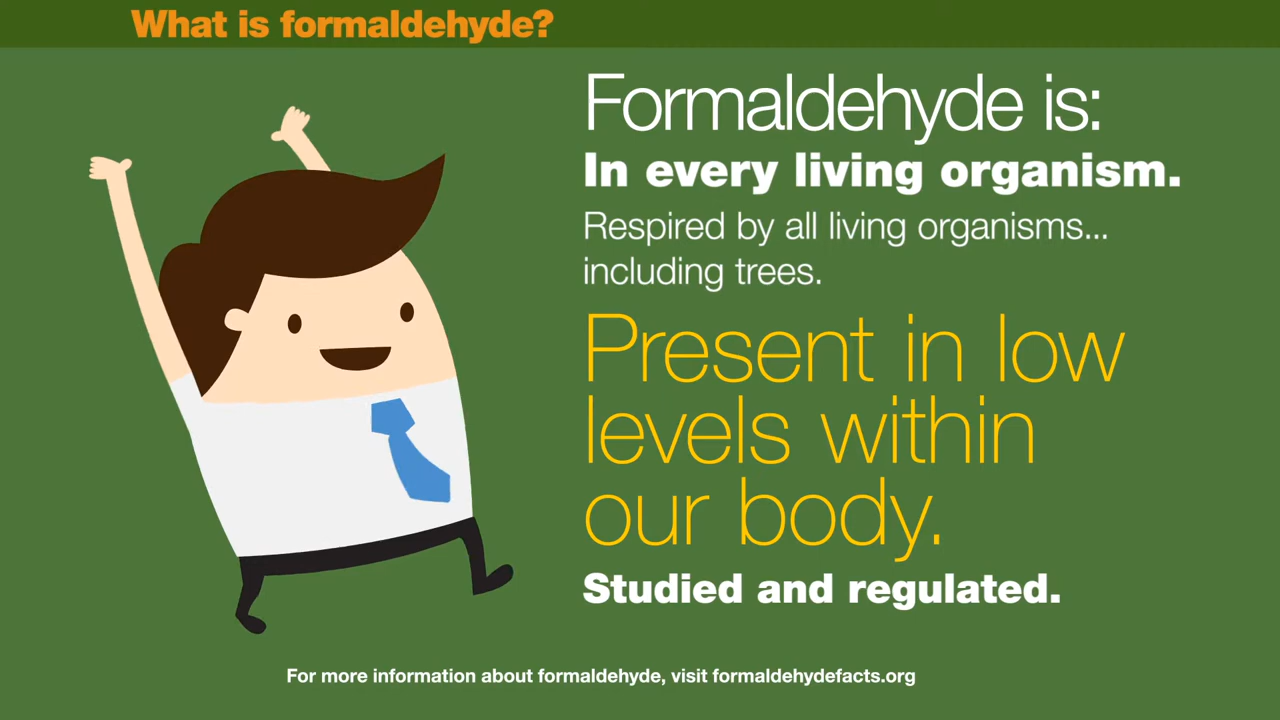 What is formaldehyde?
Formaldehyde is:
In every living organism.
Respired by all living organisms...
including trees.
Present in low
levels within
our body.
Studied and regulated.
For more information about formaldehyde, visit formaldehydefacts.org